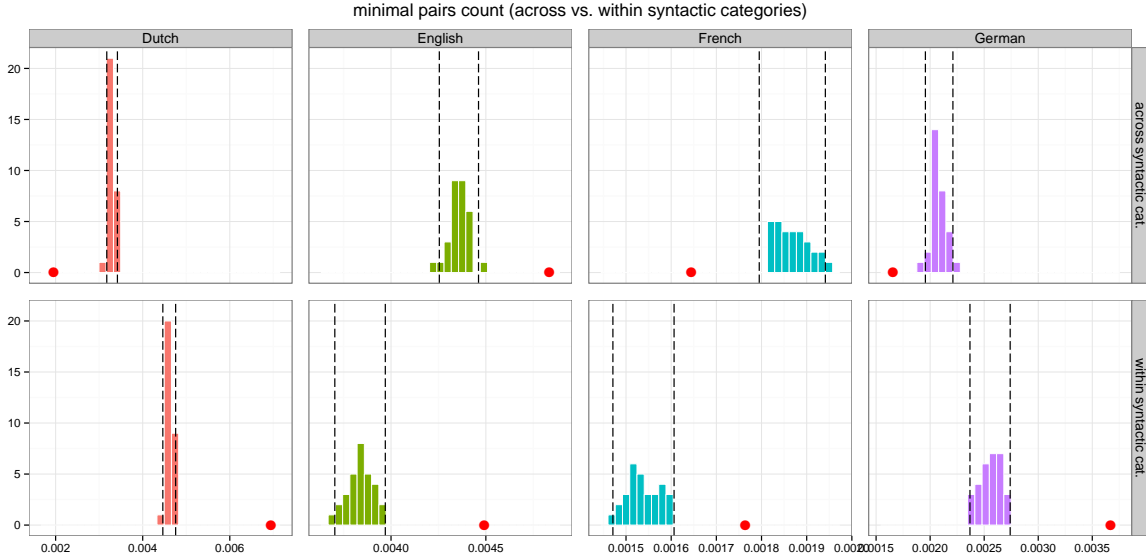 minimal pairs count (across vs. within syntactic categories)
Dutch English French German
20
15
10
5
0
across syntactic cat.
20
15
10
5
0
within syntactic cat.
0.002 0.004 0.006 0.0040 0.0045 0.0015 0.0016 0.0017 0.0018 0.0019 0.0020 0.0015 0.0020 0.0025 0.0030 0.0035